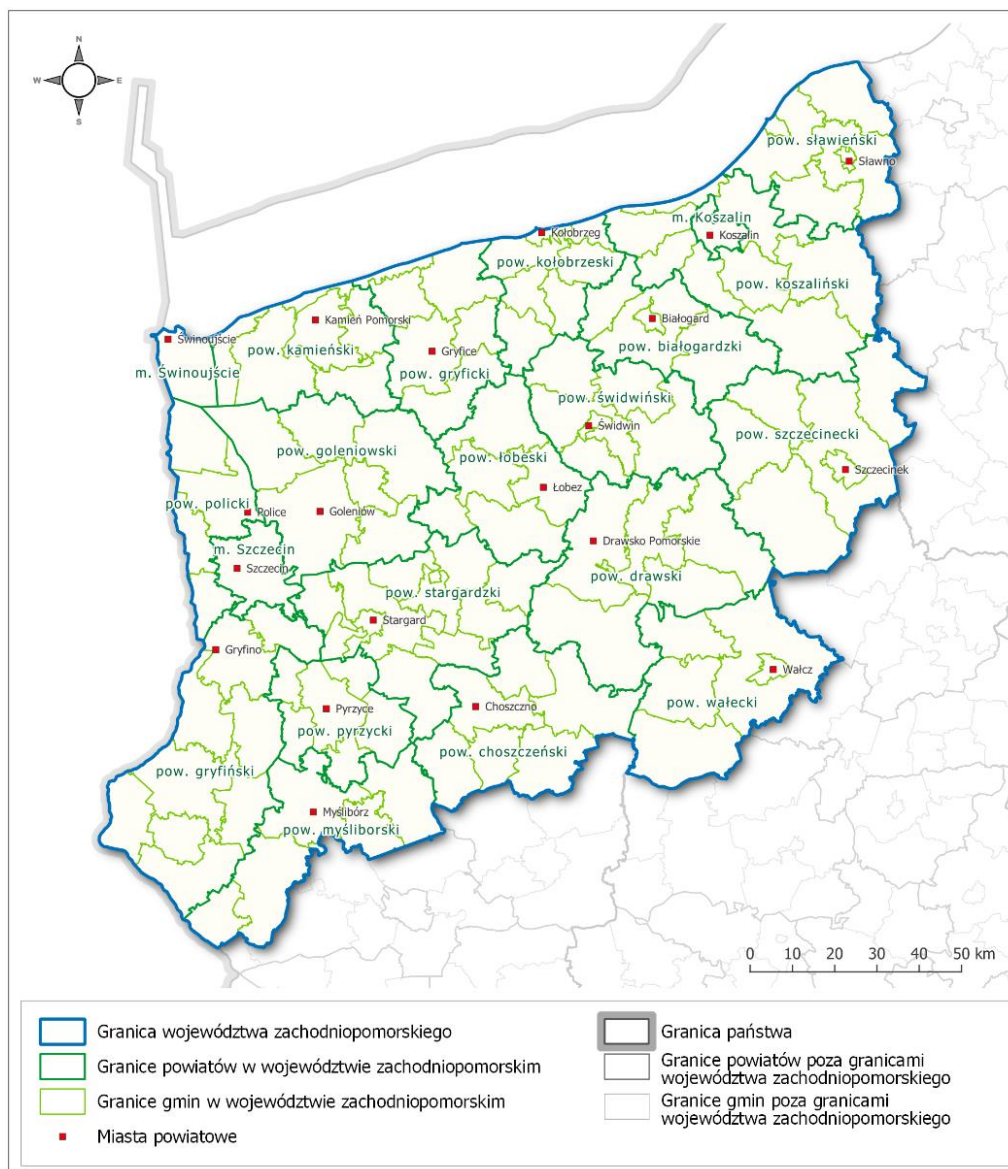 N
W E
S
pow. sławieński
Sławno
m. Koszalin
Koszalin
Kołobrzeg
pow. kołobrzeski
pow. koszaliński
Kamień Pomorski
Białogard
Świnoujście
pow. kamieński
Gryfice
pow. białogardzki
m. Świnoujście
pow. gryficki
pow. świdwiński
Świdwin
pow. szczecinecki
pow. goleniowski
pow. łobeski
Szczecinek
Łobez
pow. policki
Police
Goleniów
m. Szczecin
Drawsko Pomorskie
Szczecin
pow. drawski
pow. stargardzki
Stargard
Gryfino
Wałcz
pow. wałecki
Pyrzyce
Choszczno
pow. pyrzycki
pow. choszczeński
pow. gryfiński
Myślibórz
pow. myśliborski
0 10 20 30 40 50 km
Granica województwa zachodniopomorskiego
Granice powiatów w województwie zachodniopomorskim
Granice gmin w województwie zachodniopomorskim
Miasta powiatowe
Granica państwa
Granice powiatów poza granicami
województwa zachodniopomorskiego
Granice gmin poza granicami
województwa zachodniopomorskiego